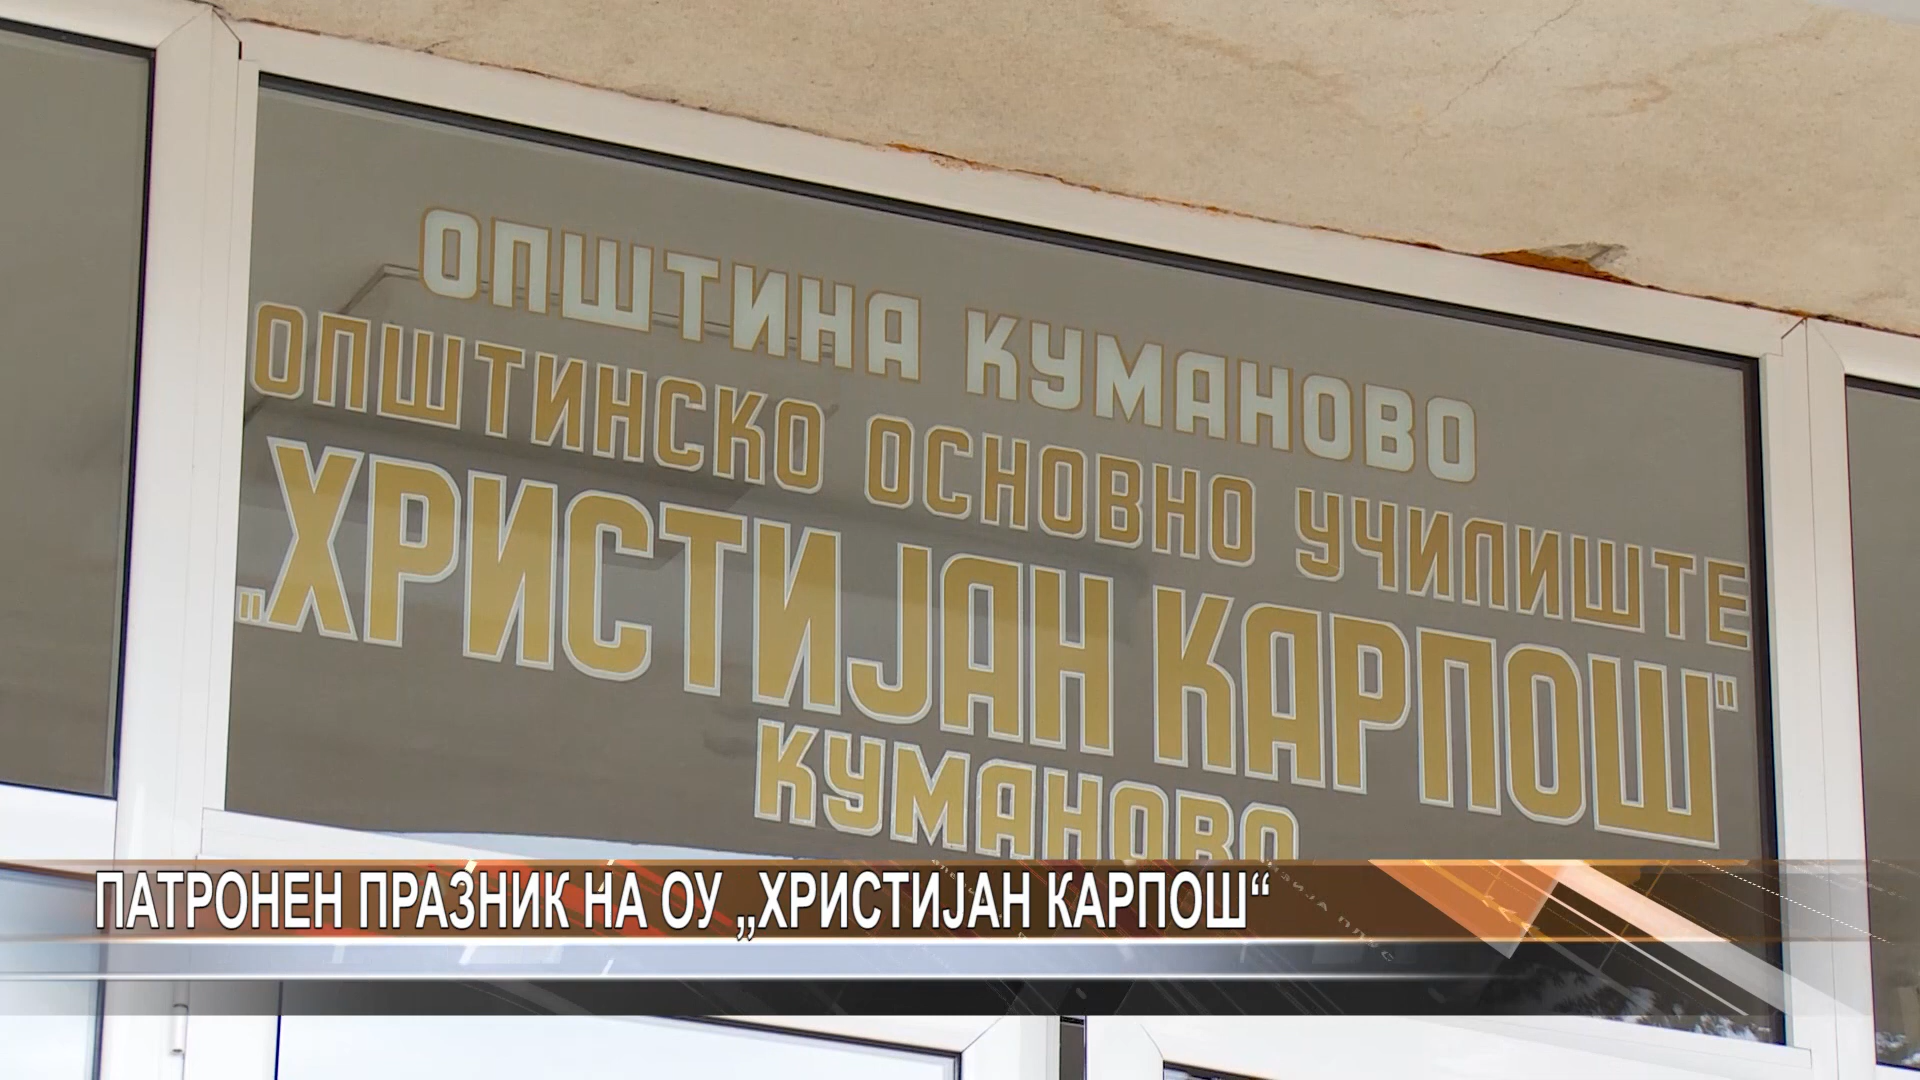 ОПШТИНА КУМАНОВО
ОПШТИНСКО ОСНОВНО УЧИЛИШТЕ
„ХРИСТИЈАН КАРПОШ"
КУМАНОВО
ПАТРОНЕН ПРАЗНИК НА ОУ „ХРИСТИЈАН КАРПОШ“